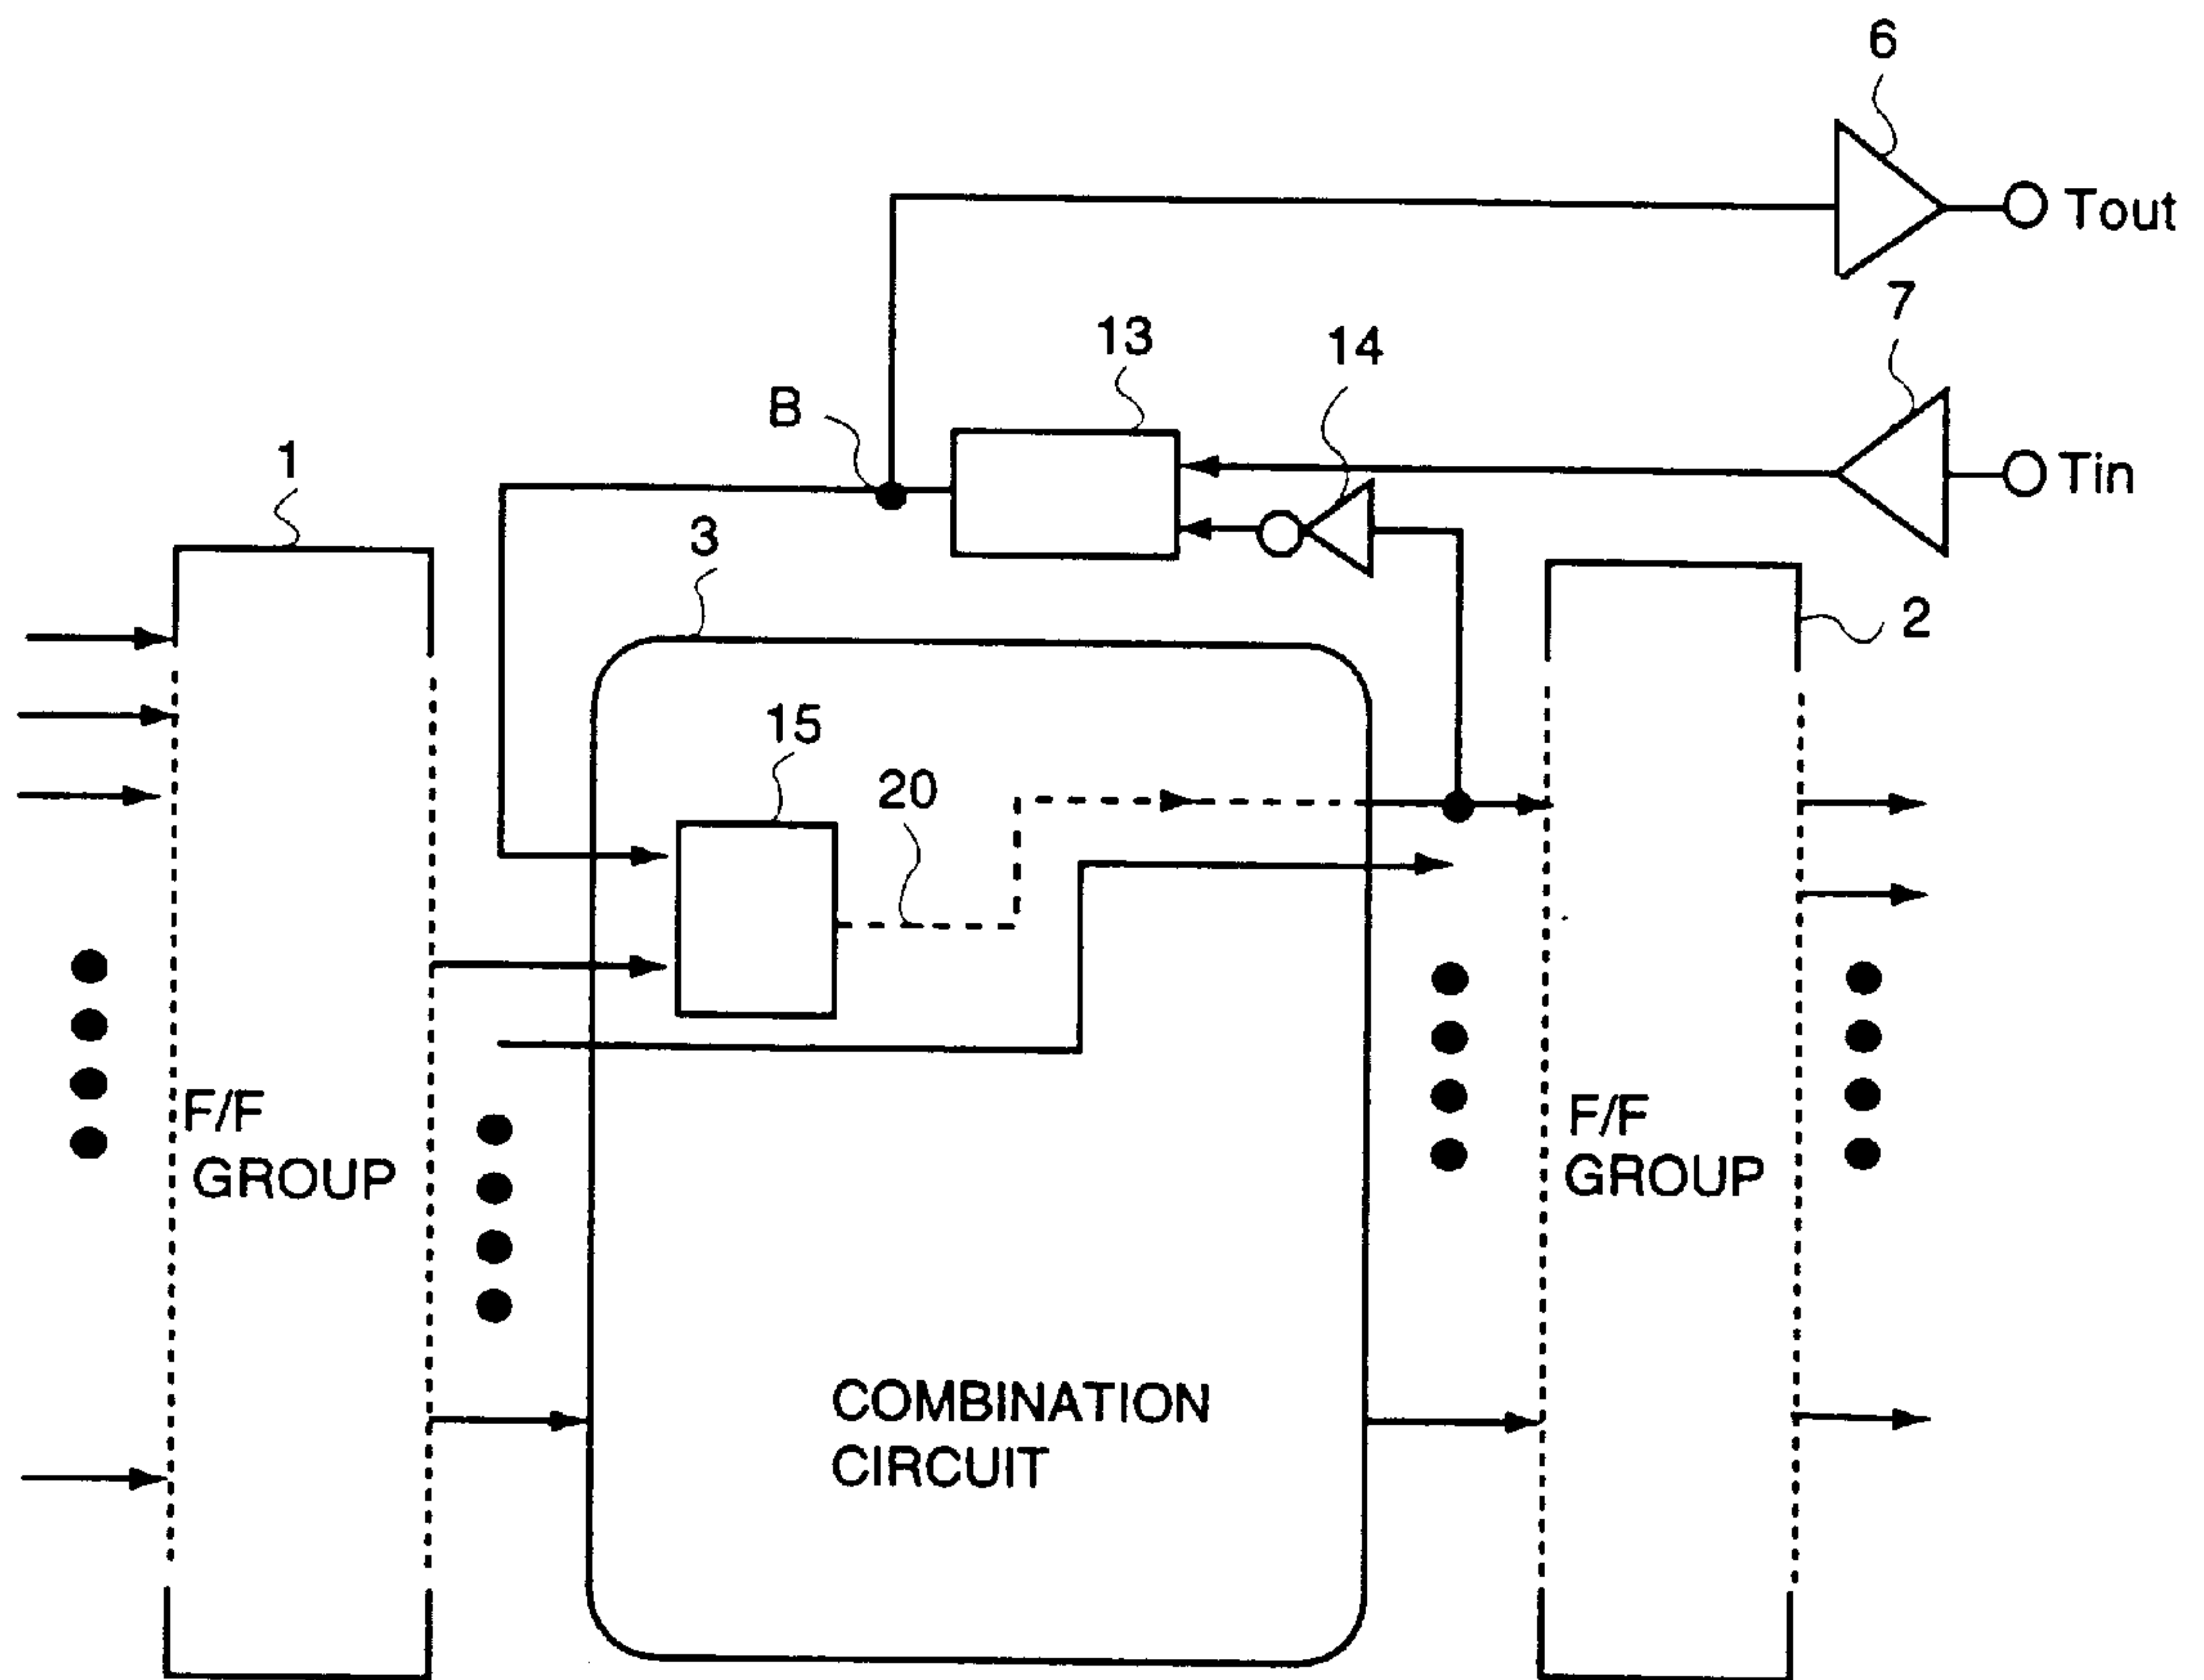 6
Tout
7
13
14
B
Tin
1
3
2
15
20
F/F
GROUP
F/F
GROUP
COMBINATION
CIRCUIT